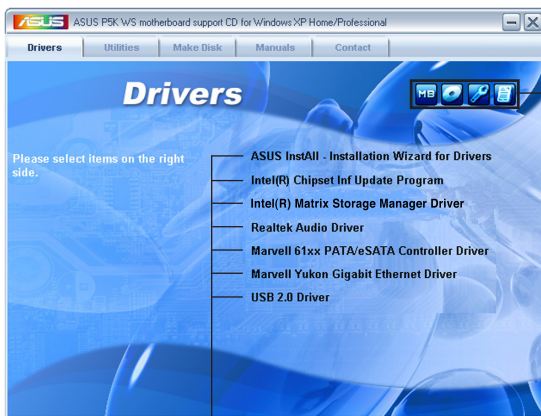 ASUS ASUS P5K WS motherboard support CD for Windows XP Home/Professional
Drivers Utilities Make Disk Manuals Contact
Drivers
MB
Please select items on the right
side.
ASUS InstAll - Installation Wizard for Drivers
Intel(R) Chipset Inf Update Program
Intel(R) Matrix Storage Manager Driver
Realtek Audio Driver
Marvell 61xx PATA/eSATA Controller Driver
Marvell Yukon Gigabit Ethernet Driver
USB 2.0 Driver